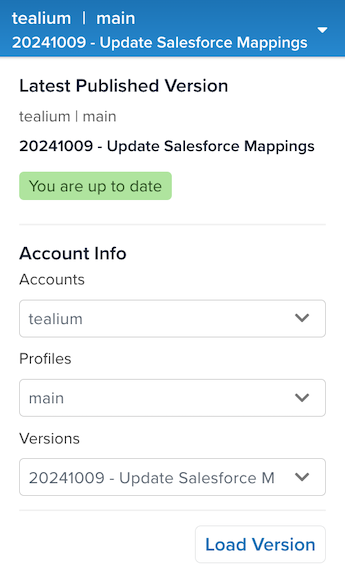 tealium | main
20241009 - Update Salesforce Mappings
Latest Published Version
tealium | main
20241009 - Update Salesforce Mappings
You are up to date
Account Info
Accounts
tealium
Profiles
main
Versions
20241009 - Update Salesforce M
Load Version